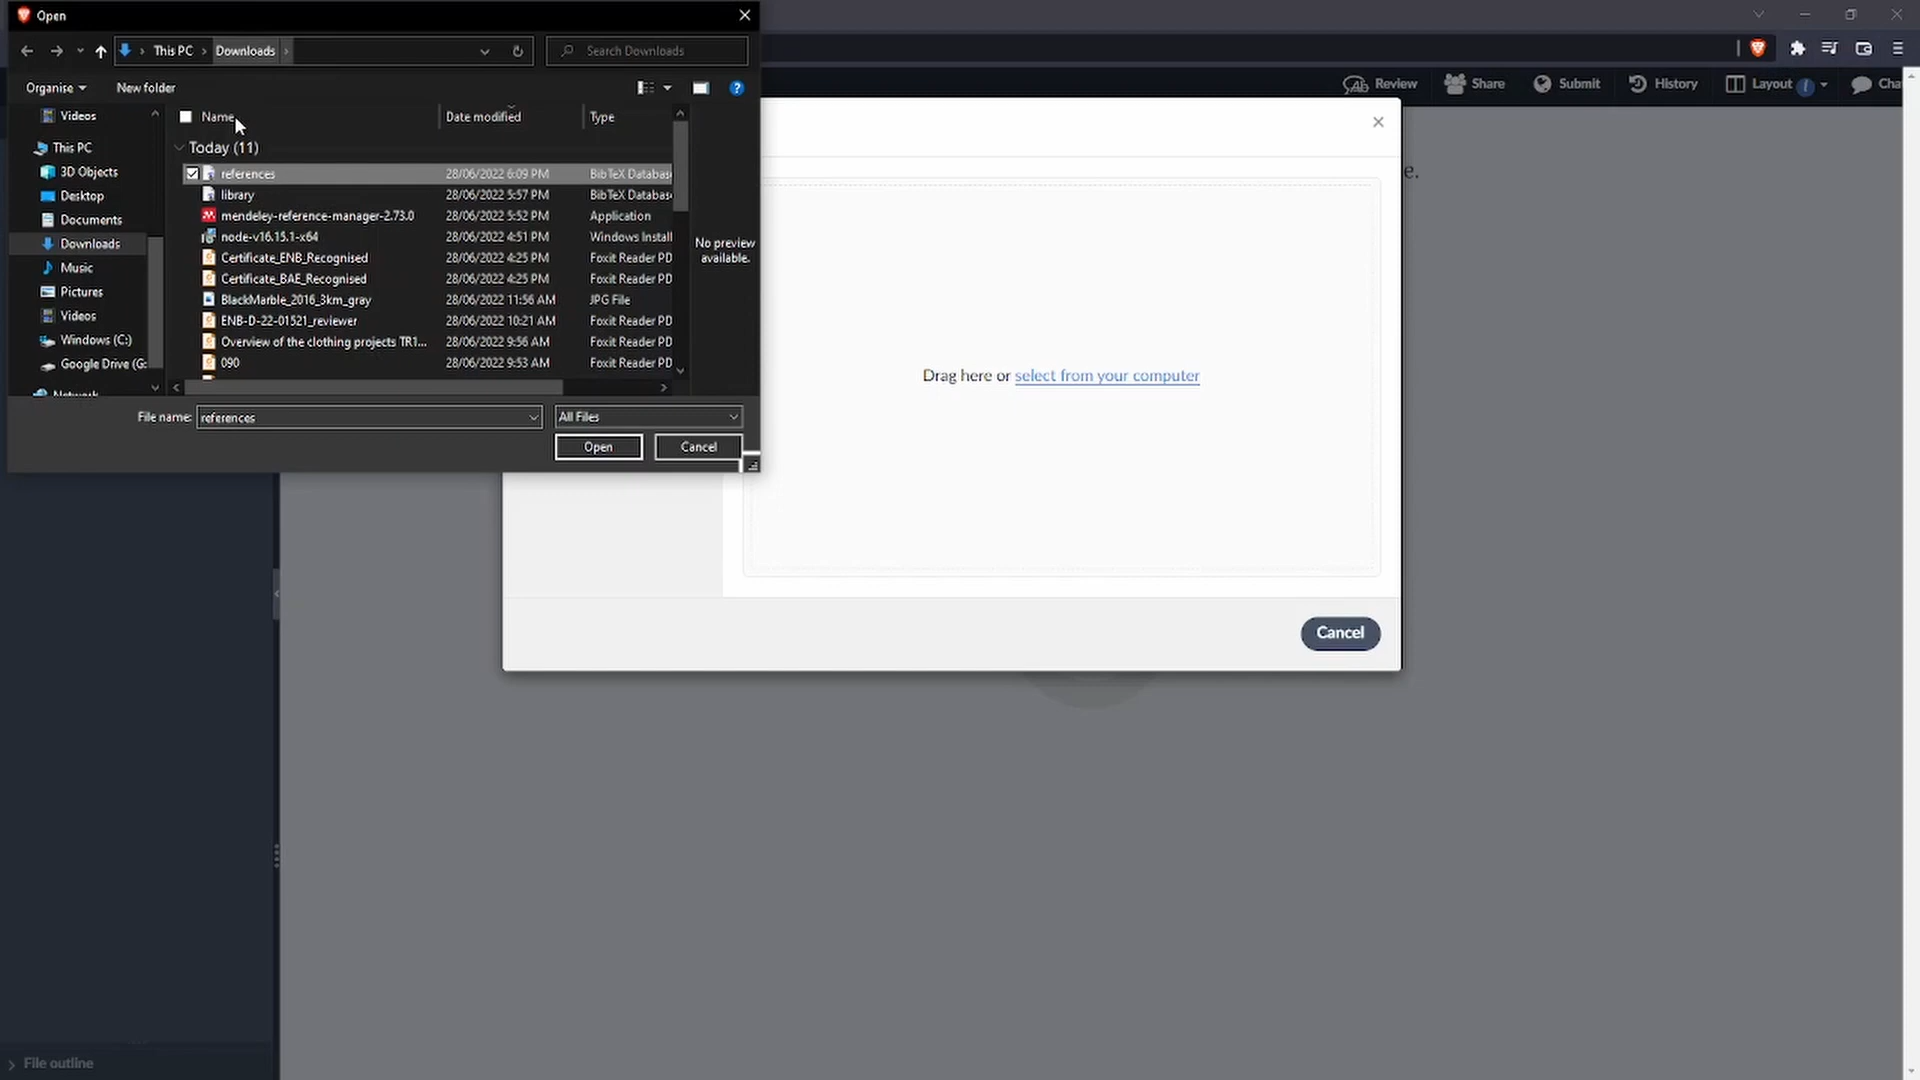 Open
This PC
Downloads
Search Downloads
Organise
New folder
Name
Date modified
Type
Videos
This PC
3D Objects
Desktop
Documents
Downloads
Music
Pictures
Videos
Windows (C:)
Google Drive (G:
Today (11)
references 28/06/2022 6:09 PM BibTeX Databas
library 28/06/2022 5:57 PM BibTeX Databas
mendeley-reference-manager-2.73.0 28/06/2022 5:52 PM Application
node-v16.15.1-x64 28/06/2022 4:51 PM Windows Install
Certificate_ENB_Recognised 28/06/2022 4:25 PM Foxit Reader PD
Certificate_BAE_Recognised 28/06/2022 4:25 PM Foxit Reader PD
BlackMarble_2016_3km_gray 28/06/2022 11:56 AM JPG File
ENB-D-22-01521_reviewer 28/06/2022 10:21 AM Foxit Reader PD
Overview of the clothing projects TR1... 28/06/2022 9:56 AM Foxit Reader PD
090 28/06/2022 9:53 AM Foxit Reader PD
No preview
available.
File name: references
All Files
Open
Cancel
Review
Share
Submit
History
Layout
Cha
e.
Drag here or select from your computer
Cancel
File outline